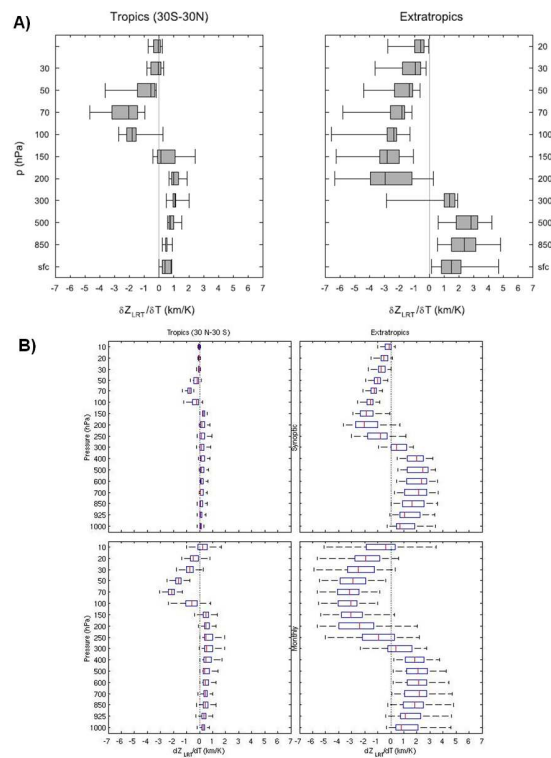 A)
Tropics (30S-30N)
Extratropics
20
30
50
70
100
150
200
300
500
850
sfc
p (hPa)
20
30
50
70
100
150
200
300
500
850
sfc
-7 -6 -5 -4 -3 -2 -1 0 1 2 3 4 5 6 7
-7 -6 -5 -4 -3 -2 -1 0 1 2 3 4 5 6 7
δZLRT/δT (km/K)
δZLRT/δT (km/K)
B)
Tropics (30 N-30 S)
Extratropics
10
20
30
50
70
100
150
200
250
300
400
500
600
700
850
925
1000
Pressure (hPa)
Synoptic
10
20
30
50
70
100
150
200
250
300
400
500
600
700
850
925
1000
Pressure (hPa)
Monthly
-7 -6 -5 -4 -3 -2 -1 0 1 2 3 4 5 6 7
-7 -6 -5 -4 -3 -2 -1 0 1 2 3 4 5 6 7
dZLRT/dT (km/K)
dZLRT/dT (km/K)